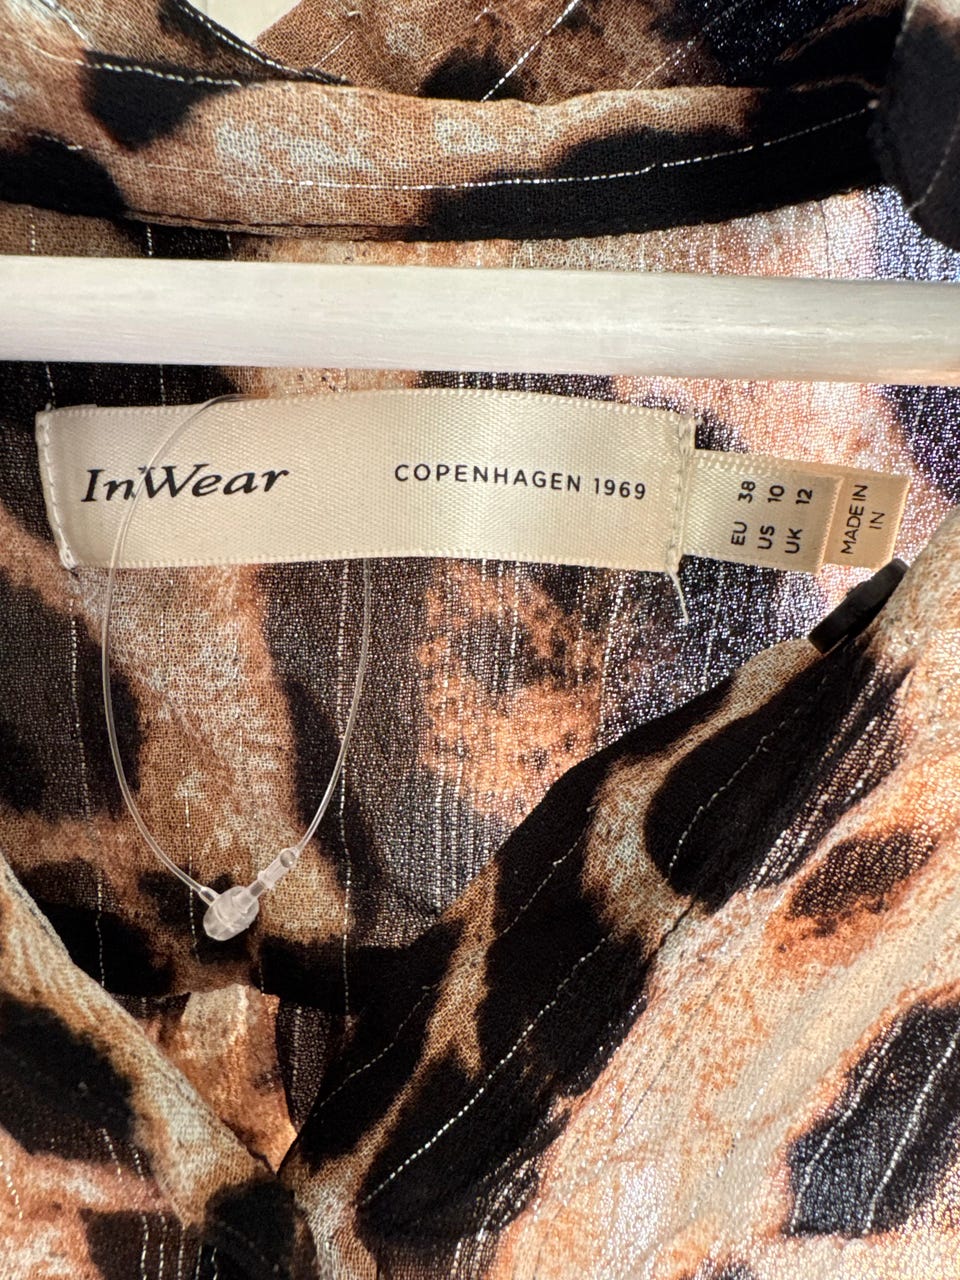 InWear
COPENHAGEN 1969
EU 38
US 10
UK 12
MADE IN
IN